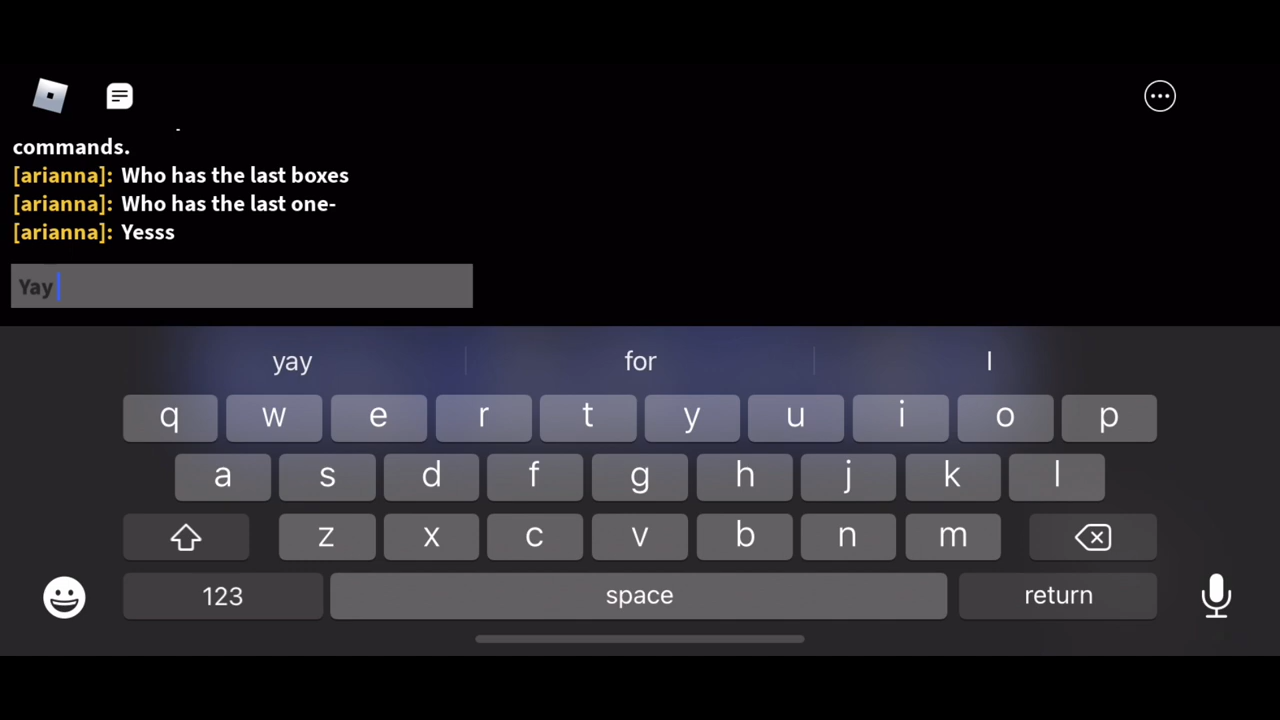 commands.
[arianna]: Who has the last boxes
[arianna]: Who has the last one-
[arianna]: Yesss
Yay
yay for I
q w e r t y u i o p
a s d f g h j k l
z x c v b n m
123 space return